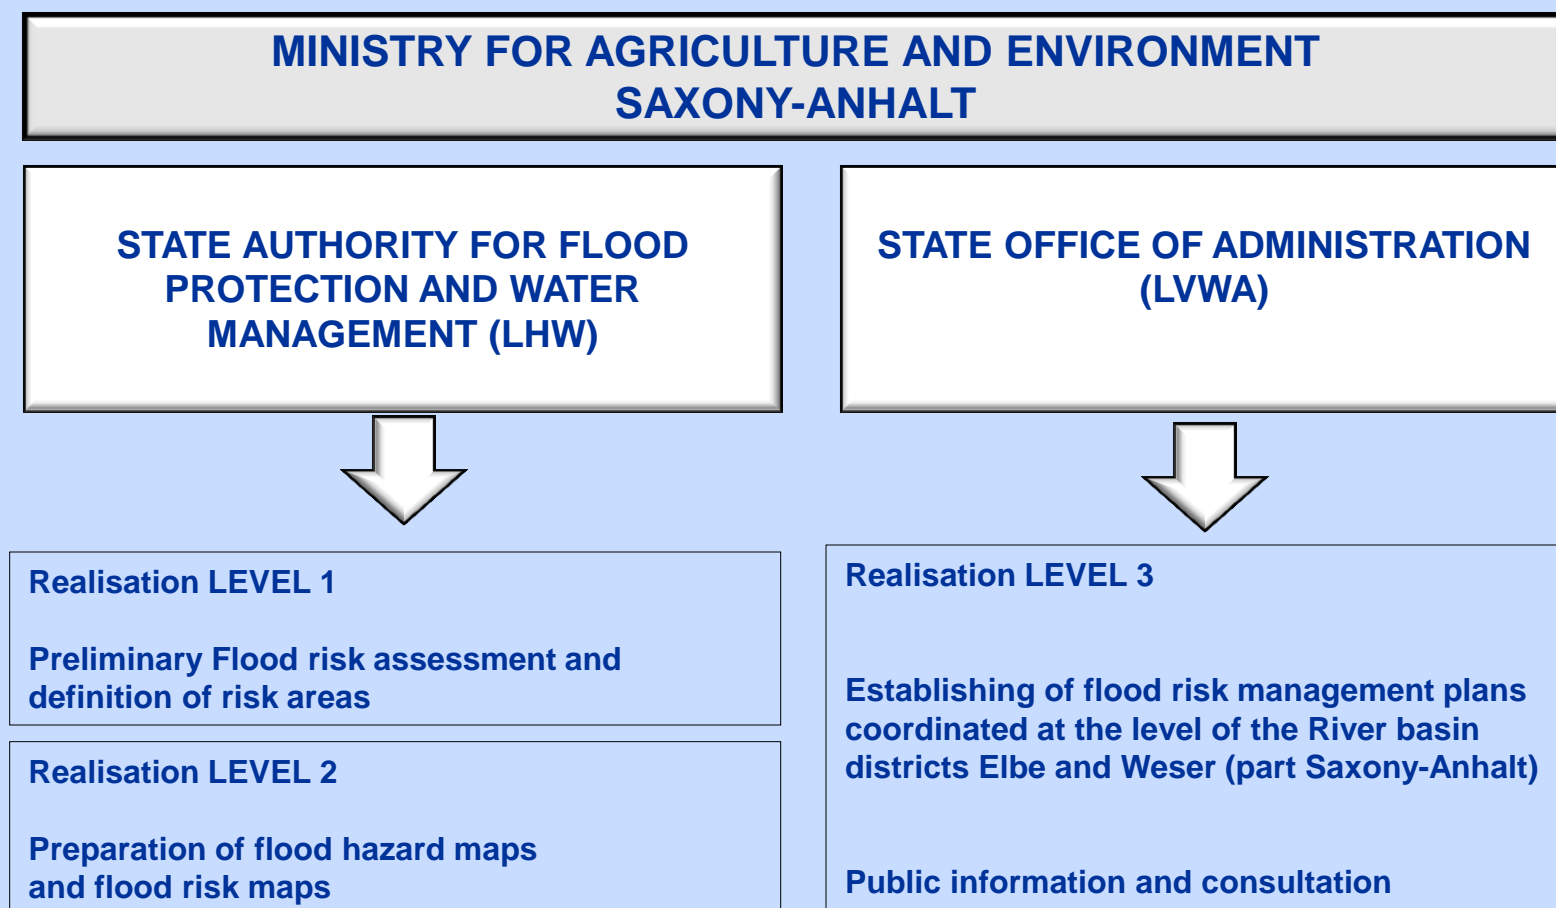 MINISTRY FOR AGRICULTURE AND ENVIRONMENT
SAXONY-ANHALT
STATE AUTHORITY FOR FLOOD
PROTECTION AND WATER
MANAGEMENT (LHW)
STATE OFFICE OF ADMINISTRATION
(LVWA)
Realisation LEVEL 1
Preliminary Flood risk assessment and
definition of risk areas
Realisation LEVEL 2
Preparation of flood hazard maps
and flood risk maps
Realisation LEVEL 3
Establishing of flood risk management plans
coordinated at the level of the River basin
districts Elbe and Weser (part Saxony-Anhalt)
Public information and consultation